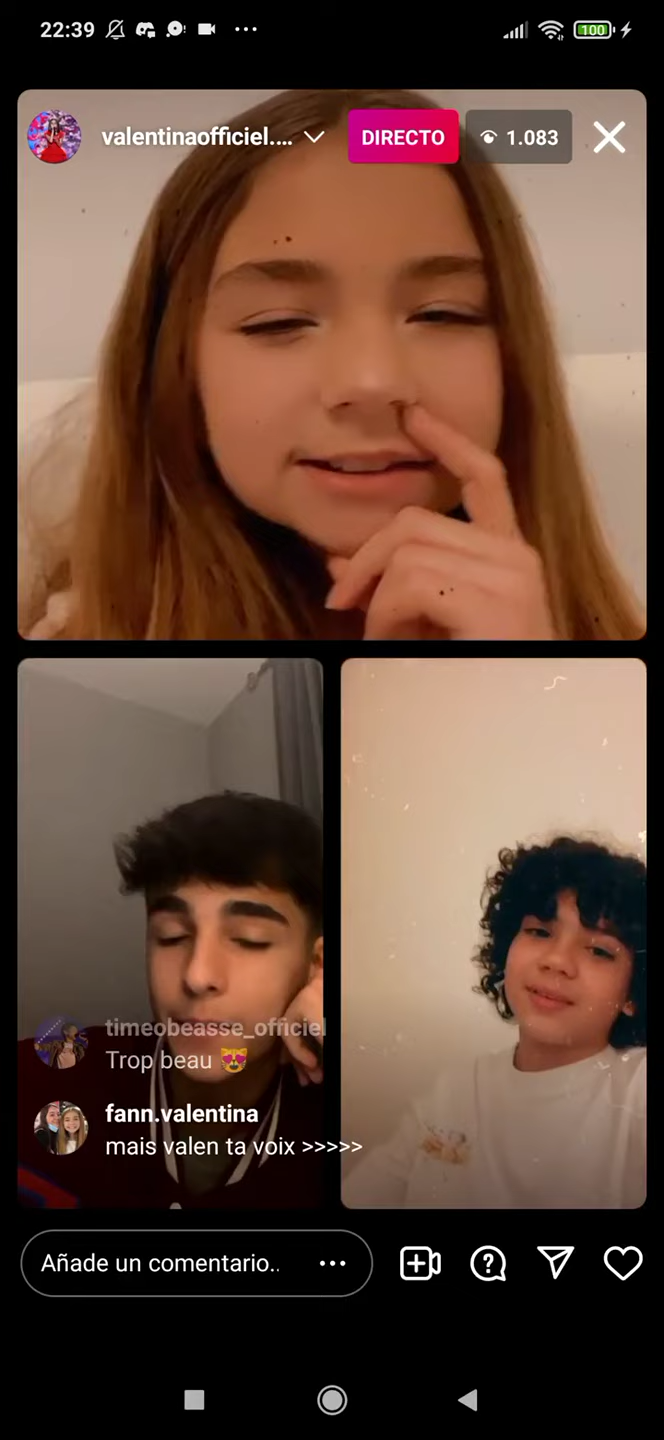 22:39
100
valentinaofficiel....
DIRECTO
1.083
timeobeasse_officiel
Trop beau 😻
fann.valentina
mais valen ta voix >>>>>
Añade un comentario..